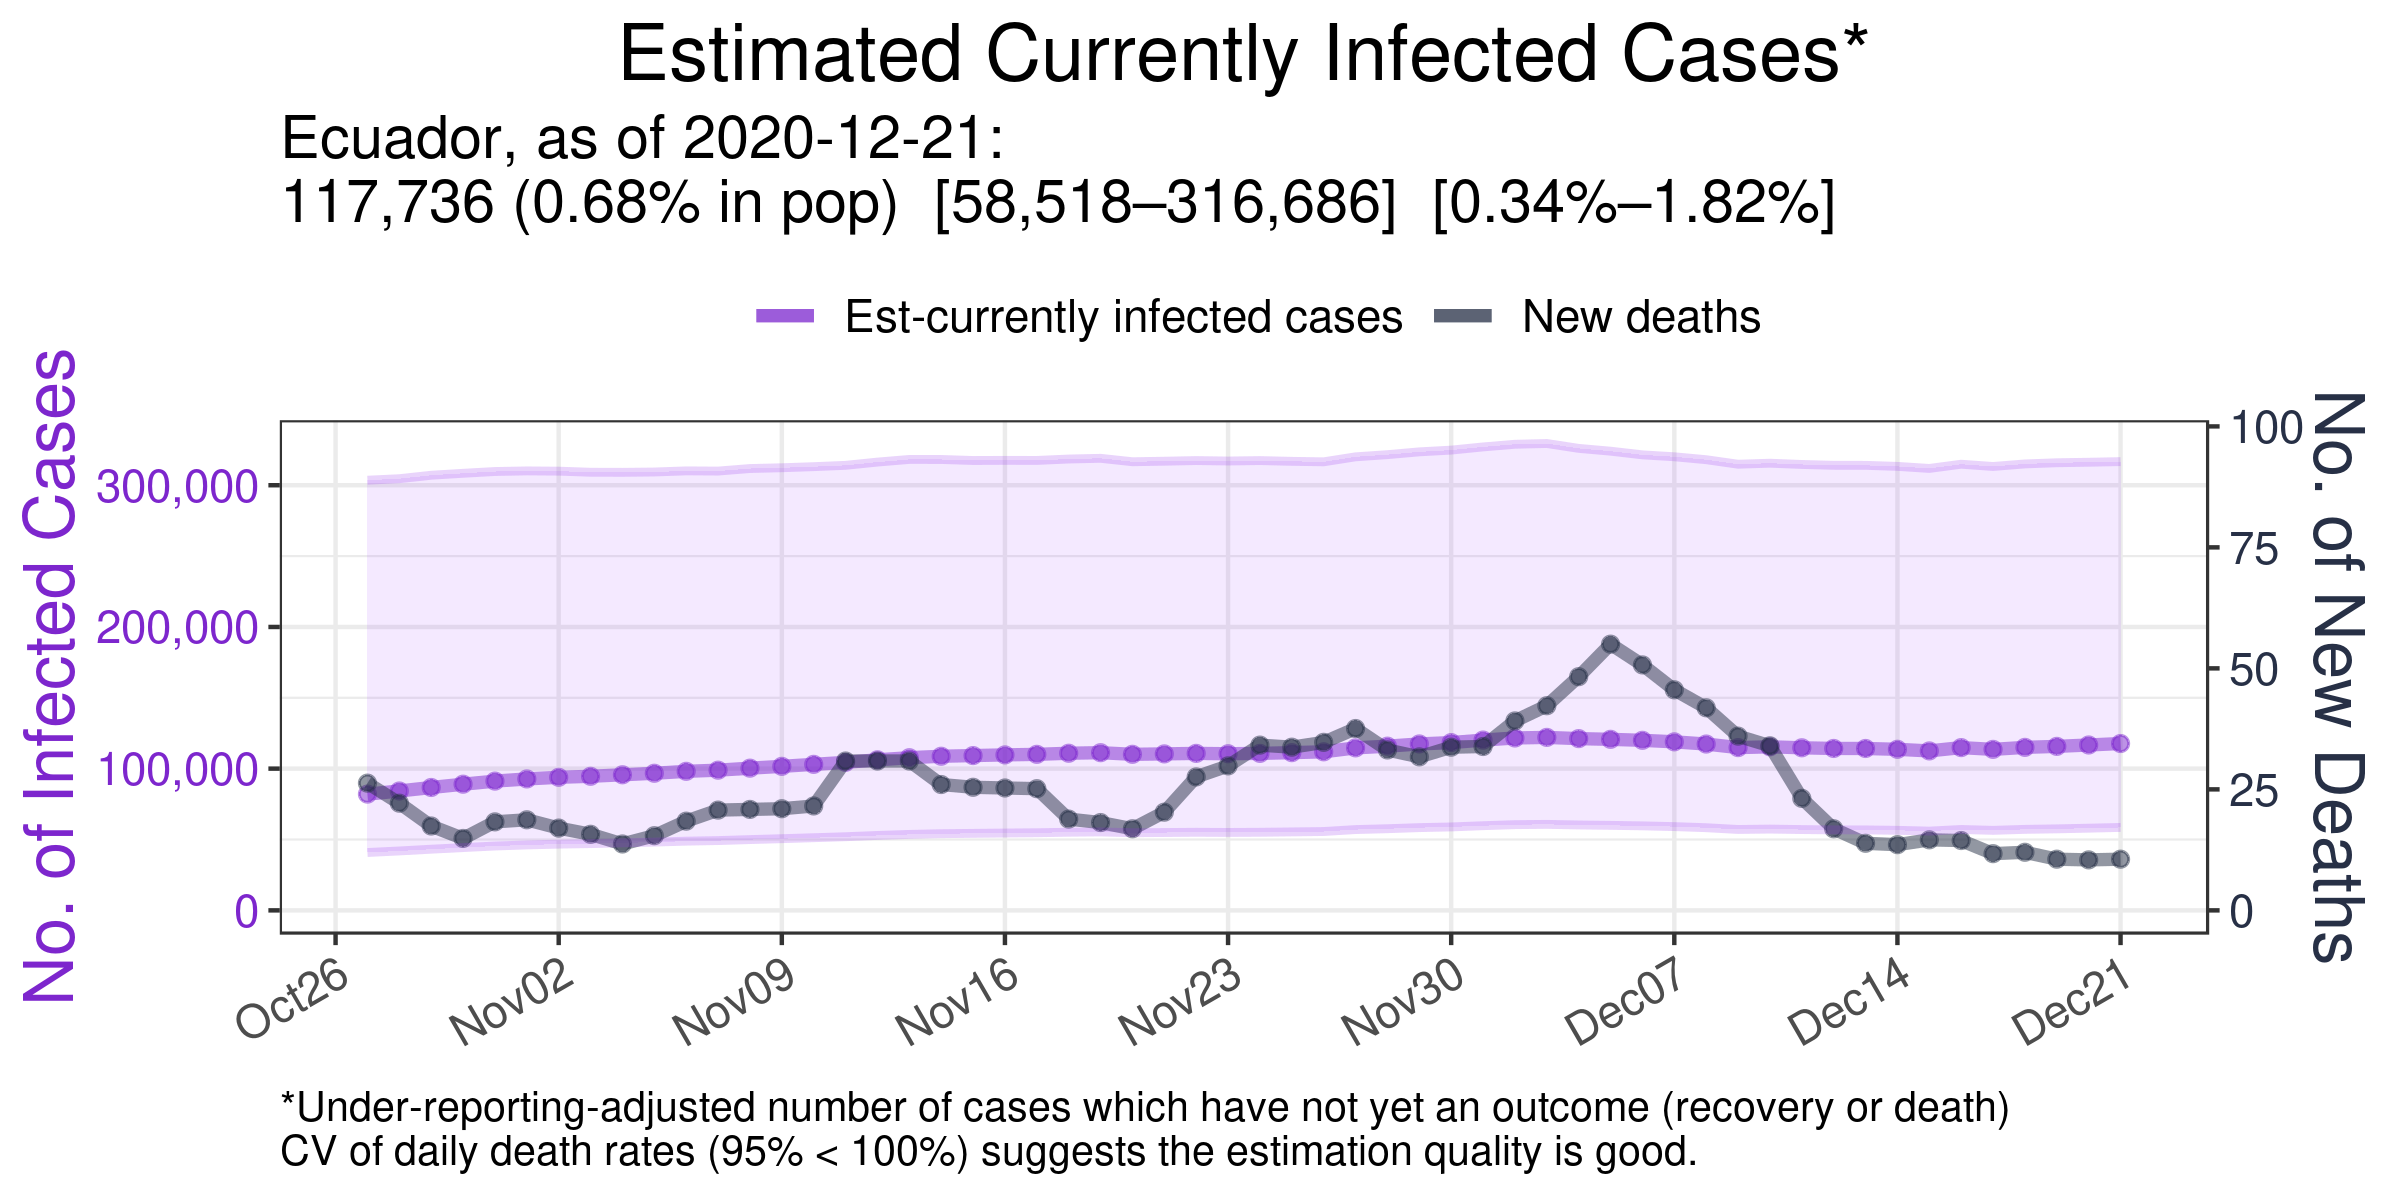 Estimated Currently Infected Cases*
Ecuador, as of 2020-12-21:
117,736 (0.68% in pop)  [58,518–316,686]  [0.34%–1.82%]
Est-currently infected cases
New deaths
No. of Infected Cases
300,000
200,000
100,000
0
100
75
50
25
0
No. of New Deaths
Oct26
Nov02
Nov09
Nov16
Nov23
Nov30
Dec07
Dec14
Dec21
*Under-reporting-adjusted number of cases which have not yet an outcome (recovery or death)
CV of daily death rates (95% < 100%) suggests the estimation quality is good.